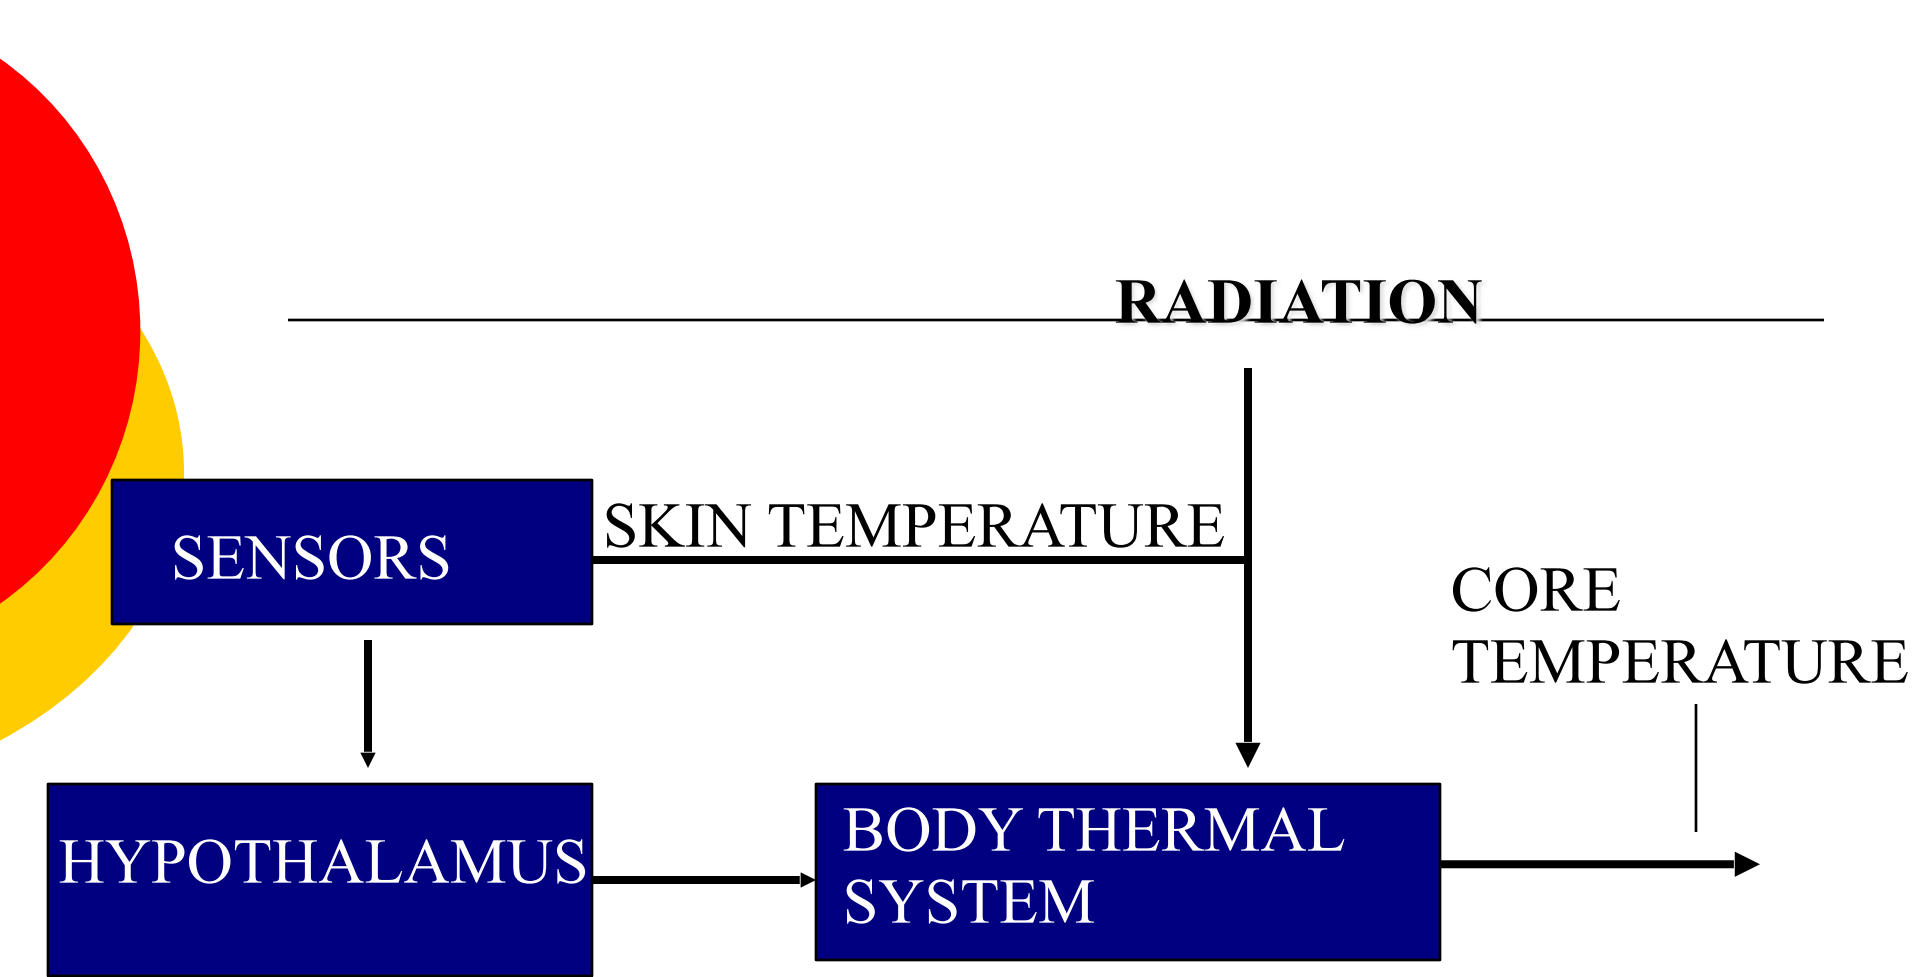 RADIATION
SENSORS
SKIN TEMPERATURE
CORE
TEMPERATURE
HYPOTHALAMUS
BODY THERMAL
SYSTEM